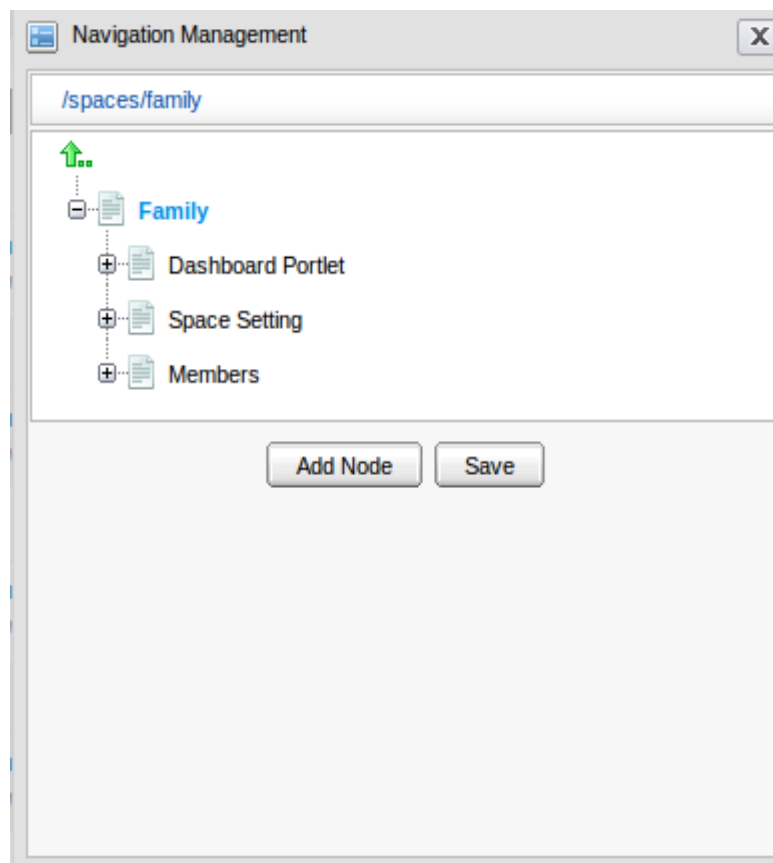 Navigation Management
X
/spaces/family
Family
Dashboard Portlet
Space Setting
Members
Add Node Save